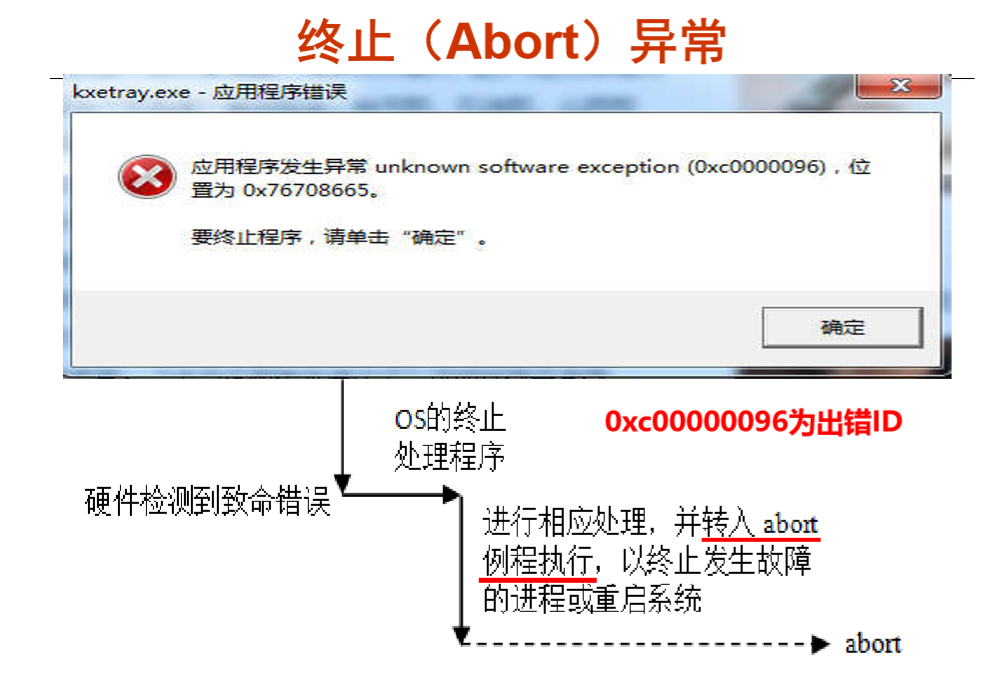 终止（Abort）异常
kxetray.exe - 应用程序错误
应用程序发生异常 unknown software exception (0xc0000096)，位
置为 0x76708665。
要终止程序，请单击“确定”。
确定
OS的终止
处理程序
0xc00000096为出错ID
硬件检测到致命错误
进行相应处理，并转入 abort
例程执行，以终止发生故障
的进程或重启系统
abort